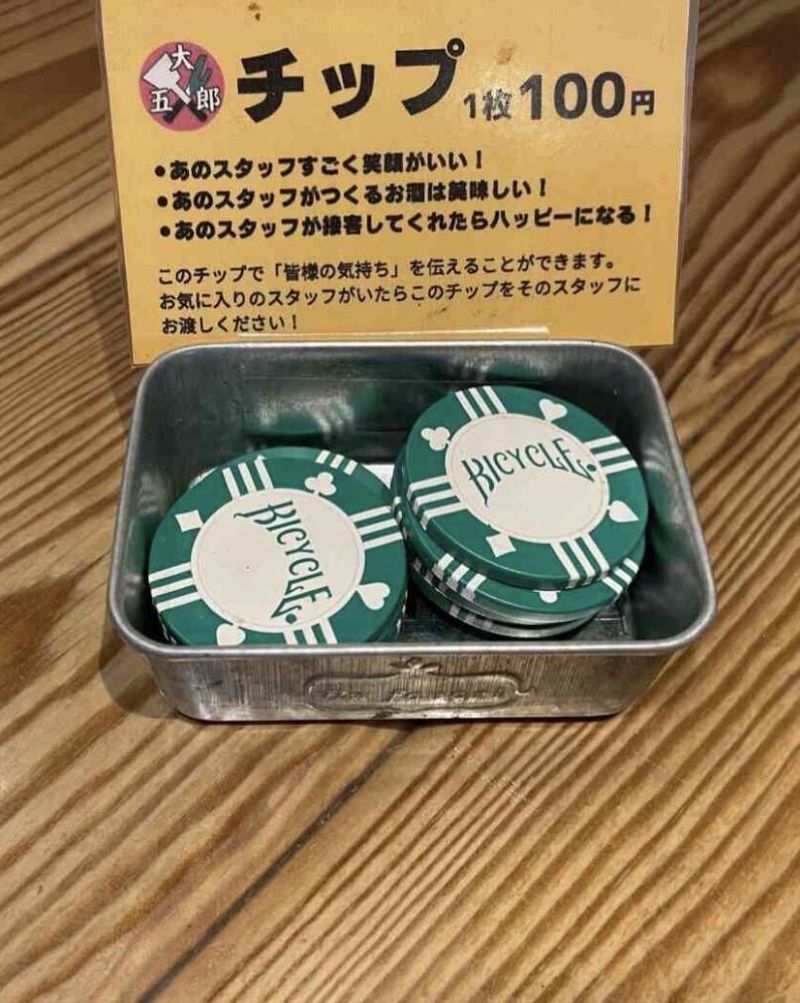 大
五 郎
チップ 1枚100円
•あのスタッフすごく笑顔がいい！
•あのスタッフがつくるお酒は美味しい！
•あのスタッフが接客してくれたらハッピーになる！
このチップで「皆様の気持ち」を伝えることができます。
お気に入りのスタッフがいたらこのチップをそのスタッフに
お渡しください！
BICYCLE
BICYCLE